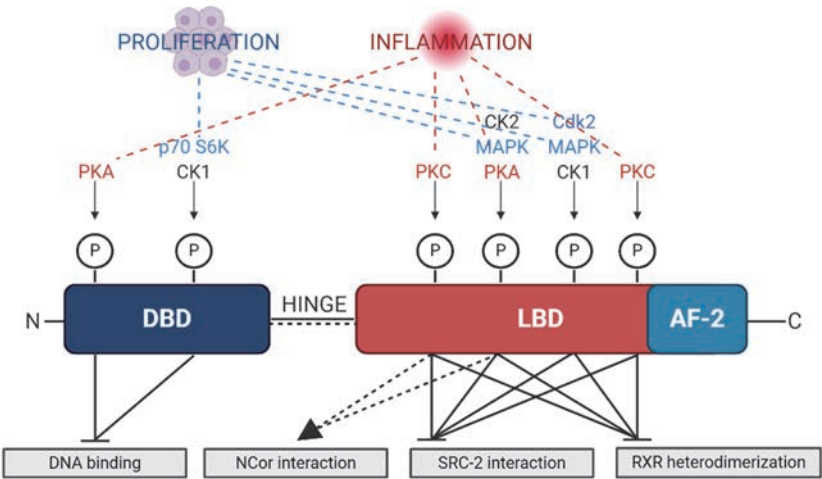 PROLIFERATION INFLAMMATION
CK2 Cdk2
p70 S6K MAPK MAPK
PKA CK1 PKC PKA CK1 PKC
P P P P P P
HINGE
N DBD LBD AF-2 C
DNA binding NCor interaction SRC-2 interaction RXR heterodimerization